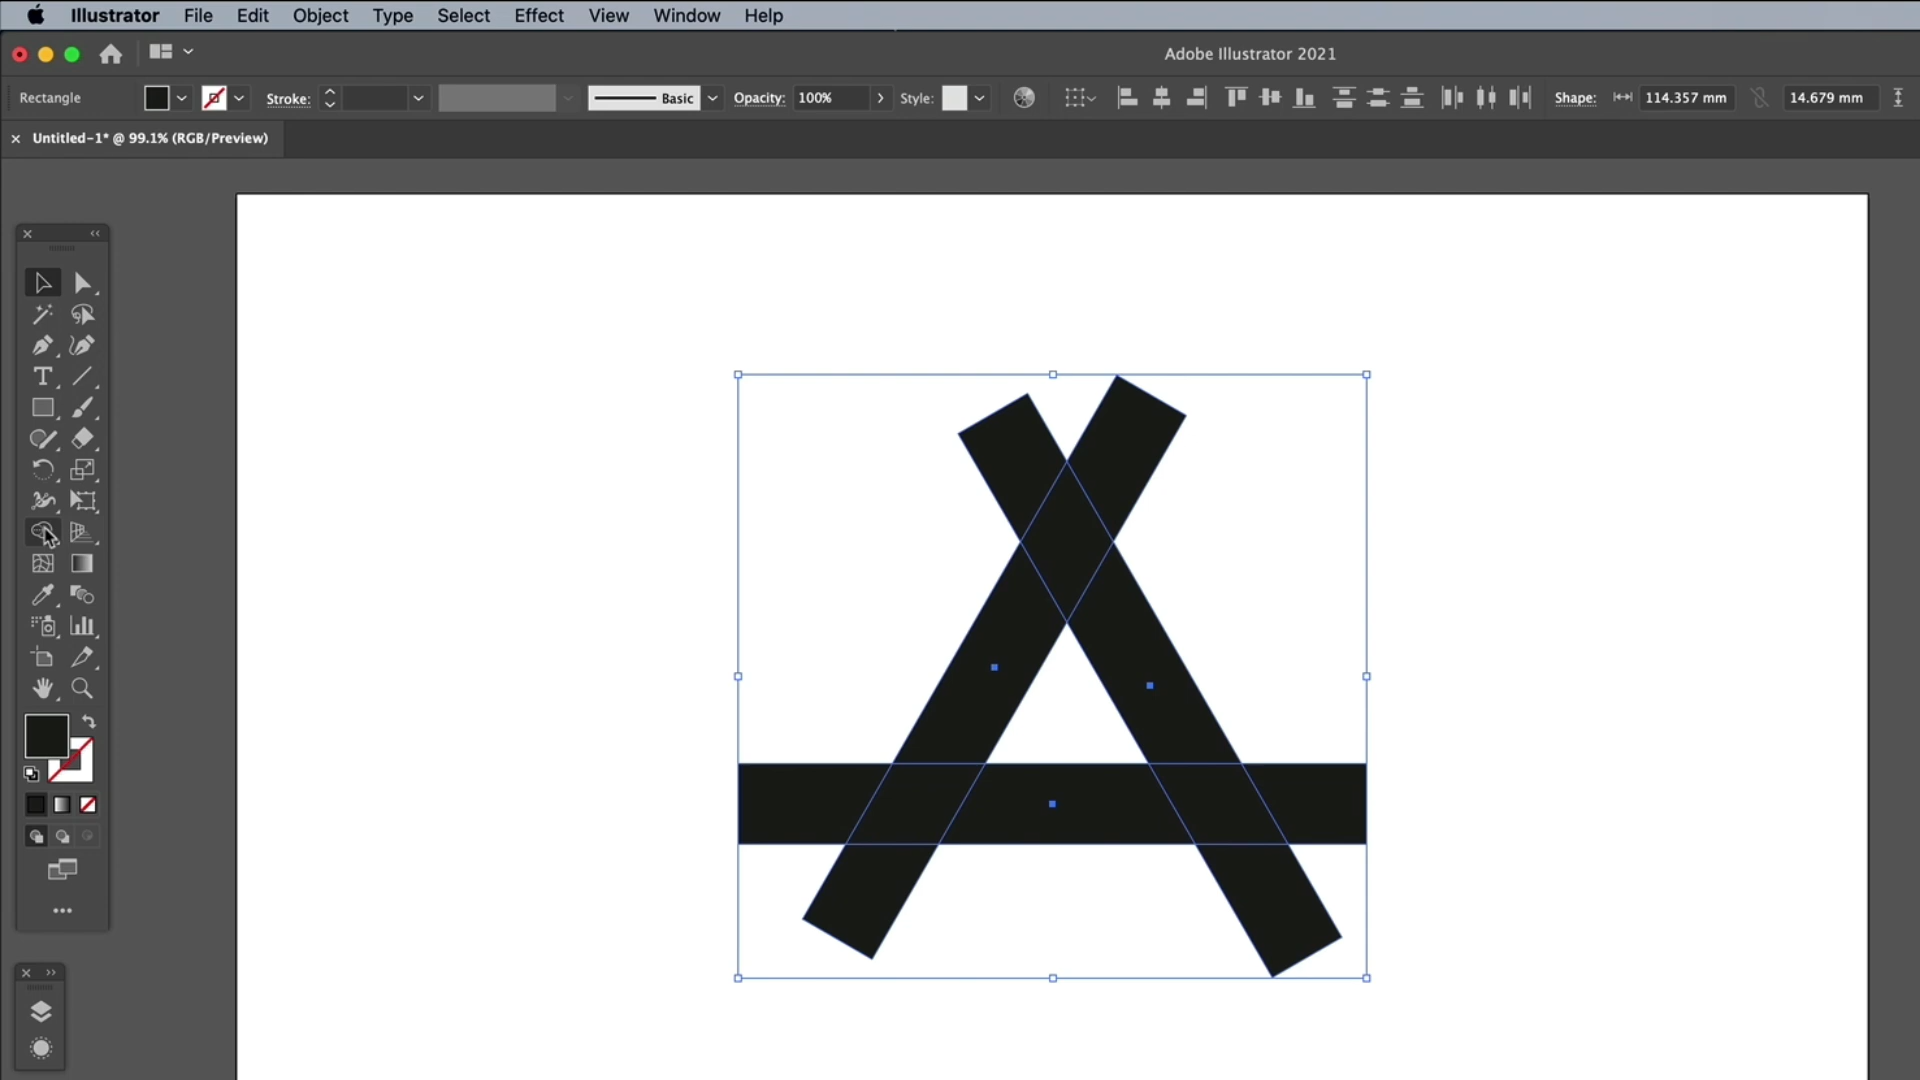 Illustrator File Edit Object Type Select Effect View Window Help
Adobe Illustrator 2021
Rectangle Stroke: Basic Opacity: 100% Style: Shape: 114.357 mm 14.679 mm
Untitled-1* @ 99.1% (RGB/Preview)